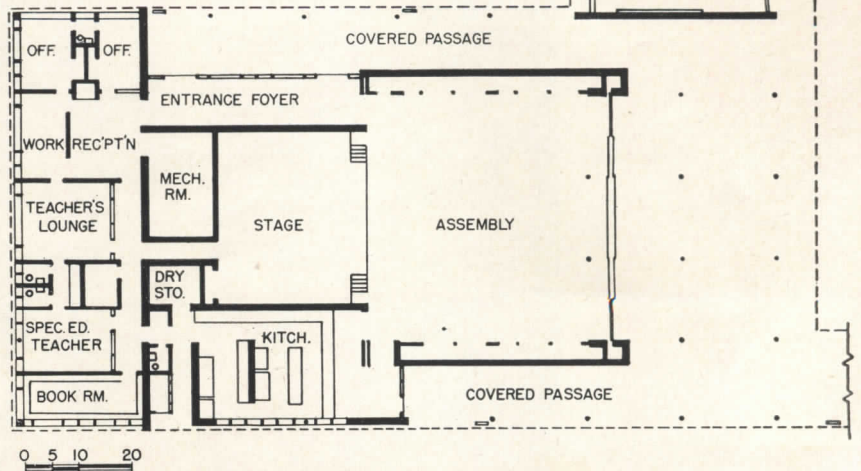 COVERED PASSAGE
OFF. OFF.
ENTRANCE FOYER
WORK REC'PT'N
MECH.
RM.
TEACHER'S
LOUNGE
STAGE
ASSEMBLY
DRY
STO.
SPEC. ED.
TEACHER
KITCH.
BOOK RM.
COVERED PASSAGE
0 5 10 20